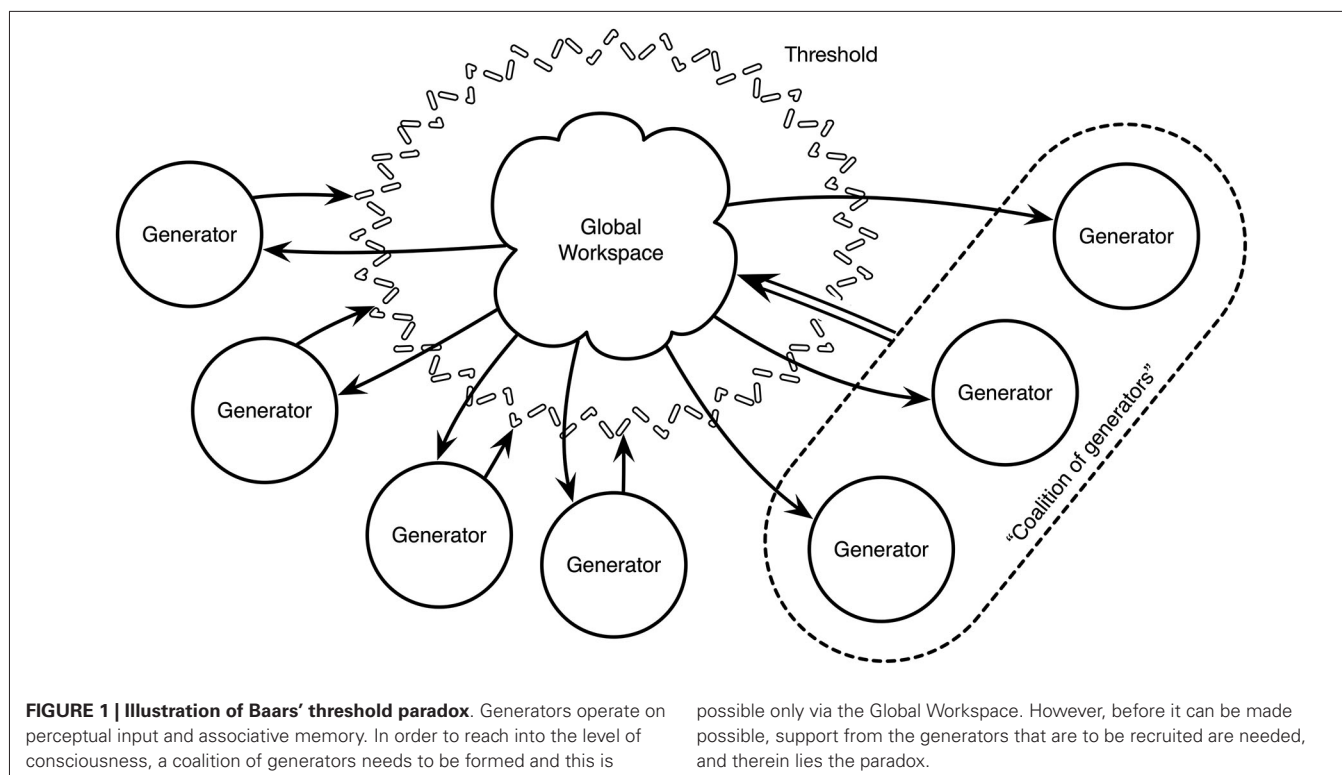 Threshold
Global
Workspace
Generator
Generator
Generator
Generator
Generator
Generator
Generator
“Coalition of generators”
FIGURE 1 | Illustration of Baars’ threshold paradox. Generators operate on
perceptual input and associative memory. In order to reach into the level of
consciousness, a coalition of generators needs to be formed and this is
possible only via the Global Workspace. However, before it can be made
possible, support from the generators that are to be recruited are needed,
and therein lies the paradox.